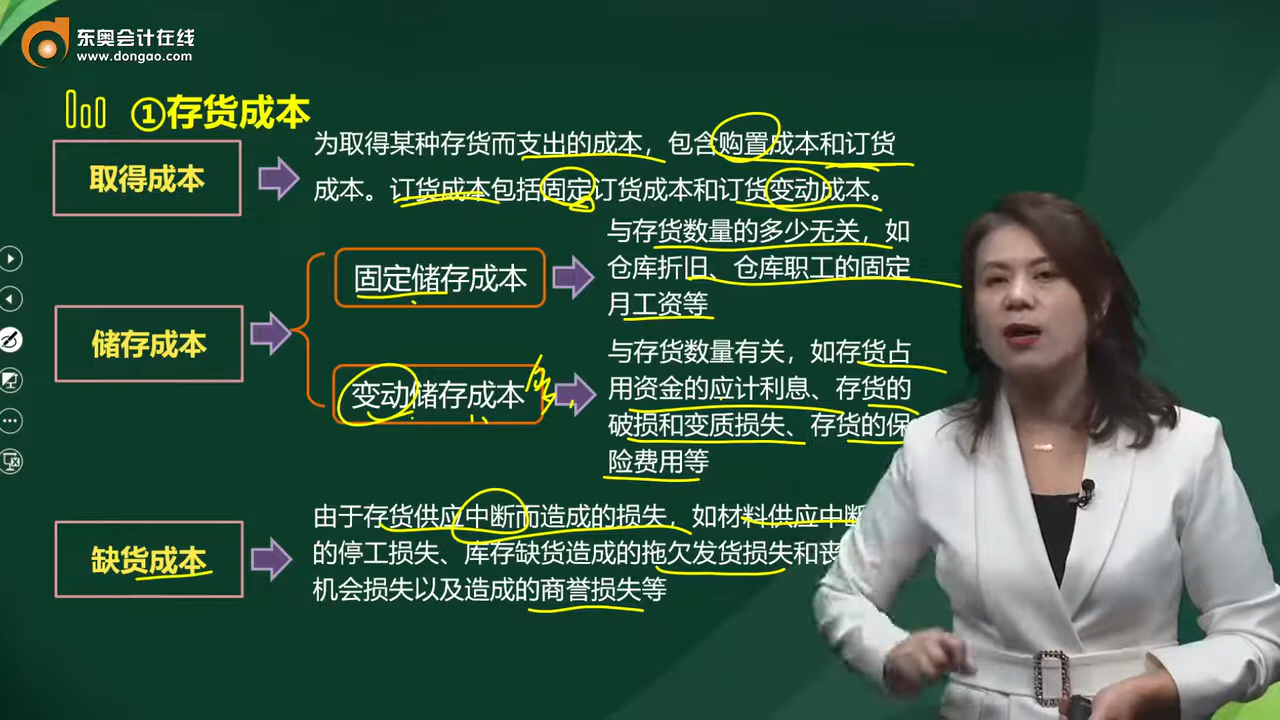 东奥会计在线
www.dongao.com
①存货成本
取得成本
为取得某种存货而支出的成本，包含购置成本和订货
成本。订货成本包括固定订货成本和订货变动成本。
储存成本
固定储存成本
与存货数量的多少无关，如
仓库折旧、仓库职工的固定
月工资等
变动储存成本
与存货数量有关，如存货占
用资金的应计利息、存货的
破损和变质损失、存货的保
险费用等
缺货成本
由于存货供应中断而造成的损失，如材料供应中断
的停工损失、库存缺货造成的拖欠发货损失和丧
机会损失以及造成的商誉损失等